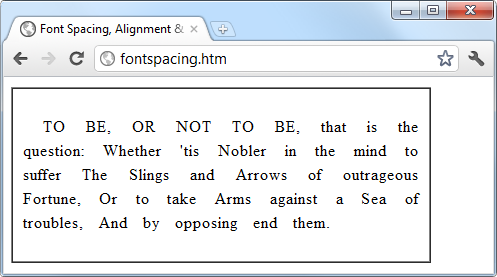 Font Spacing, Alignment &
fontspacing.htm
TO BE, OR NOT TO BE, that is the
question: Whether 'tis Nobler in the mind to
suffer The Slings and Arrows of outrageous
Fortune, Or to take Arms against a Sea of
troubles, And by opposing end them.